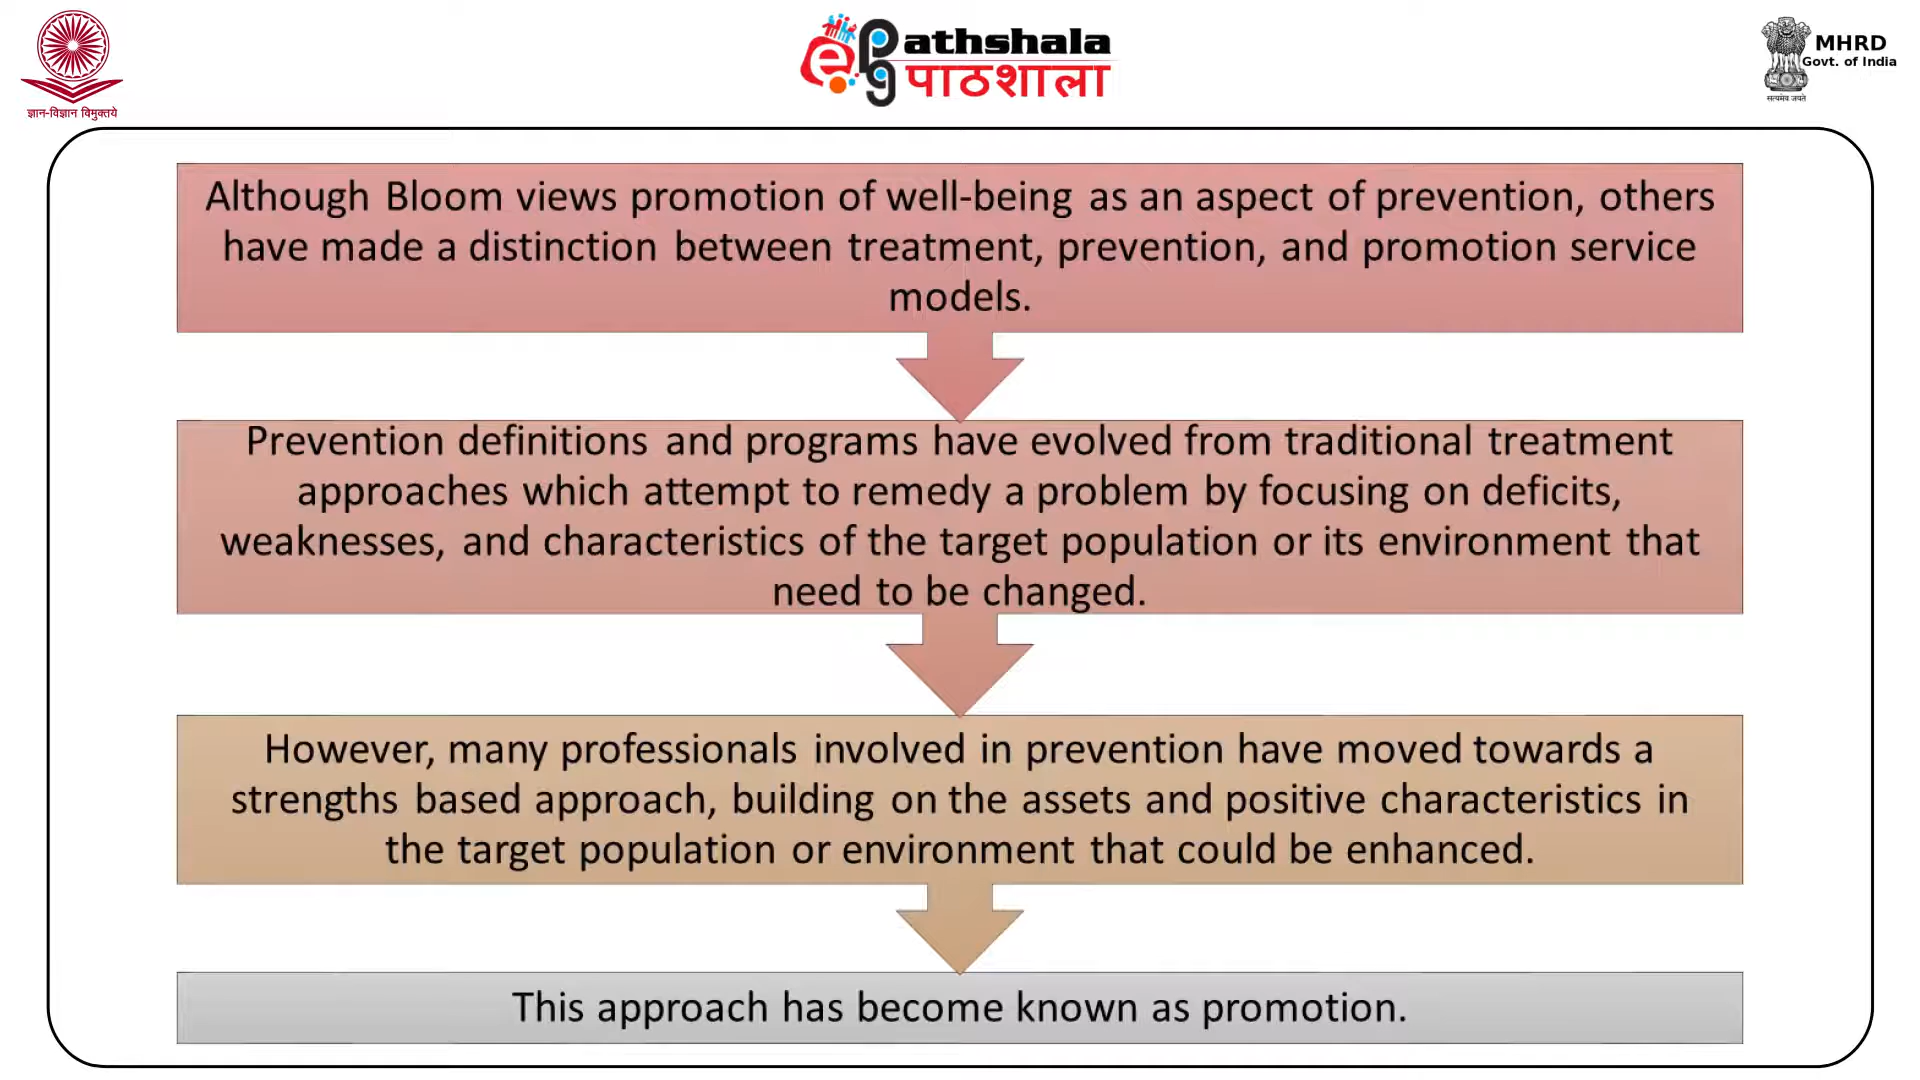 ज्ञान-विज्ञान विमुक्तये
e PG athshala
पाठशाला
सत्यमेव जयते
MHRD
Govt. of India
Although Bloom views promotion of well-being as an aspect of prevention, others
have made a distinction between treatment, prevention, and promotion service
models.
Prevention definitions and programs have evolved from traditional treatment
approaches which attempt to remedy a problem by focusing on deficits,
weaknesses, and characteristics of the target population or its environment that
need to be changed.
However, many professionals involved in prevention have moved towards a
strengths based approach, building on the assets and positive characteristics in
the target population or environment that could be enhanced.
This approach has become known as promotion.